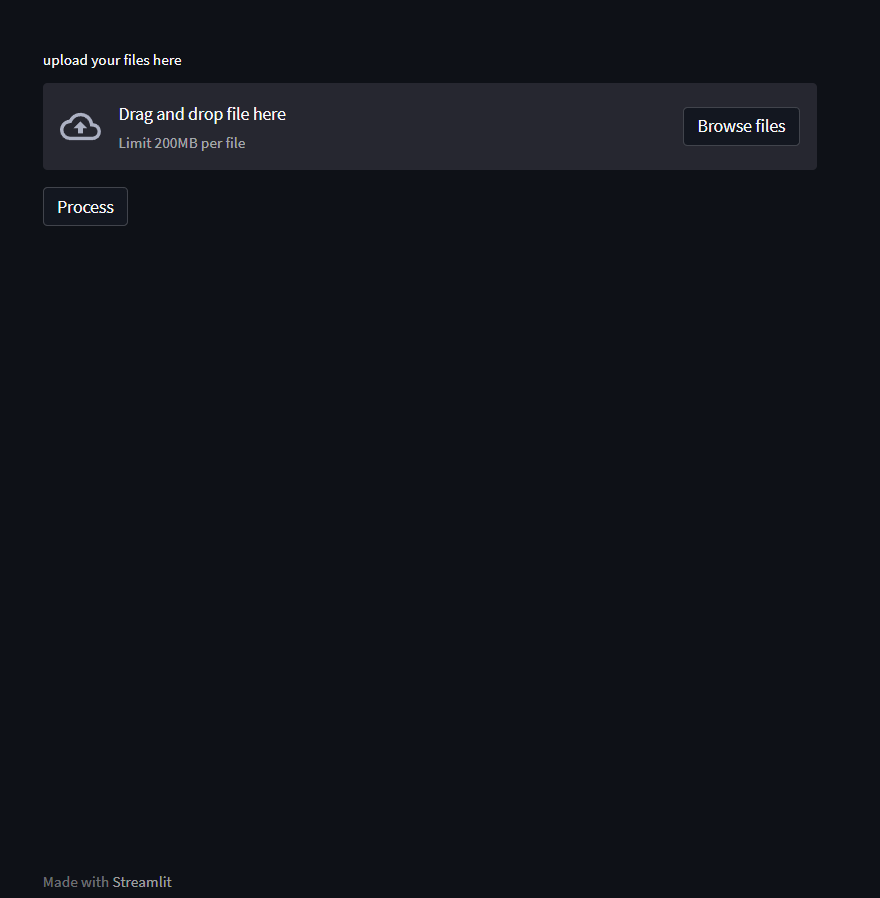 upload your files here
Drag and drop file here
Limit 200MB per file
Browse files
Process
Made with Streamlit